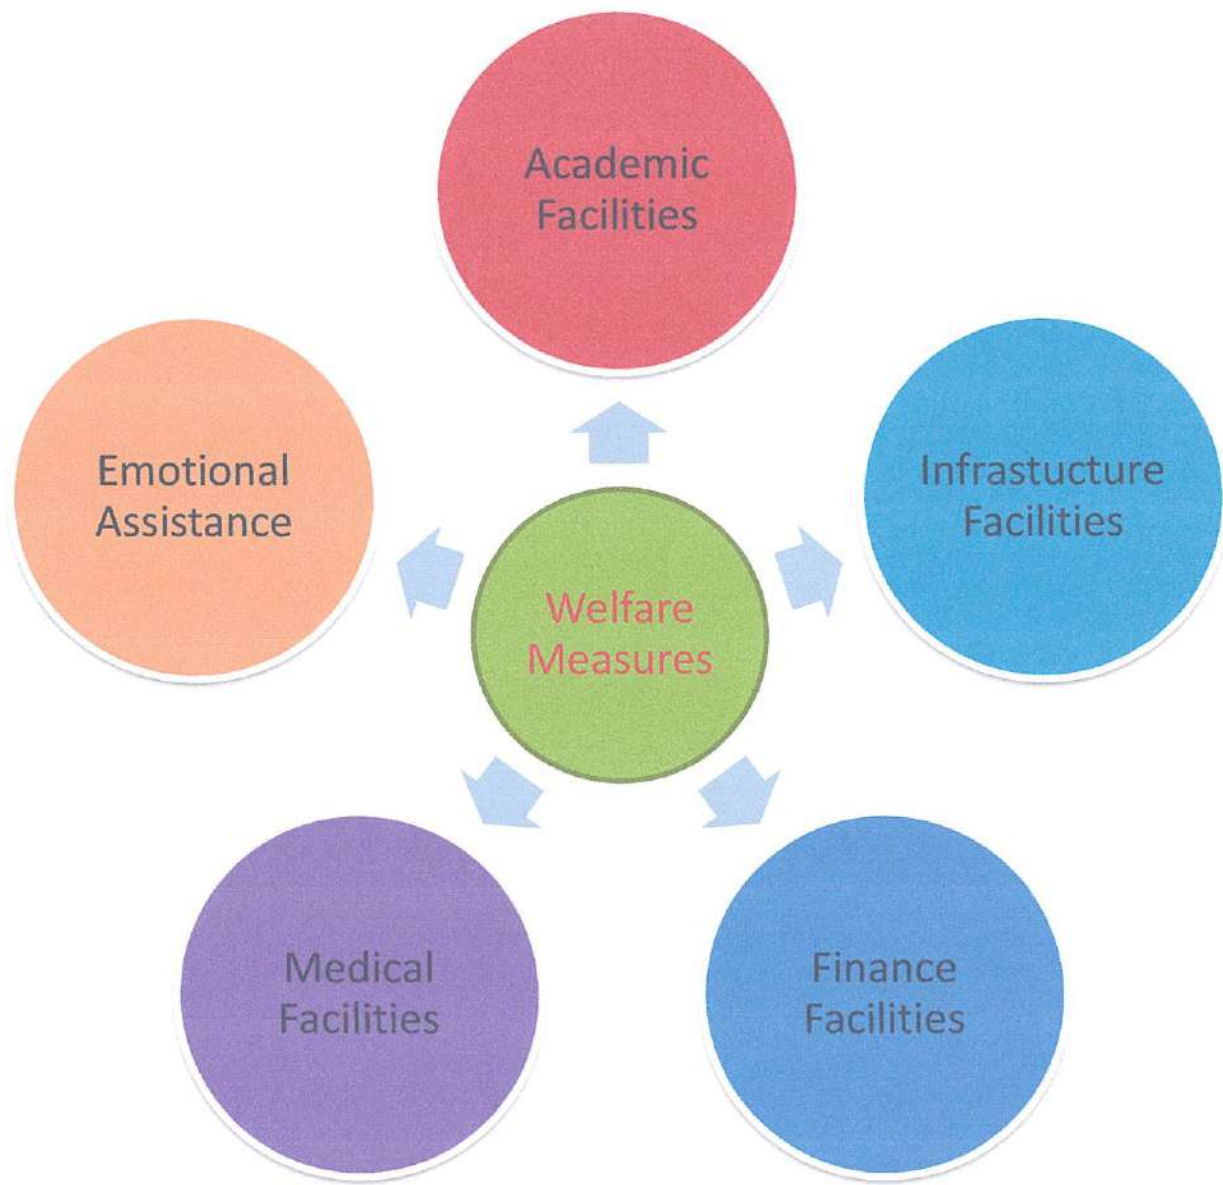 Academic
Facilities
Emotional
Assistance
Infrastucture
Facilities
Welfare
Measures
Medical
Facilities
Finance
Facilities